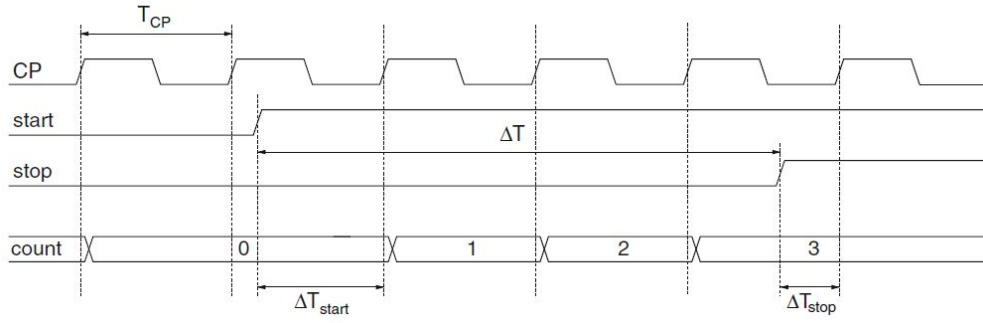 T_CP
CP
start
ΔT
stop
count 0 1 2 3
ΔT_start ΔT_stop